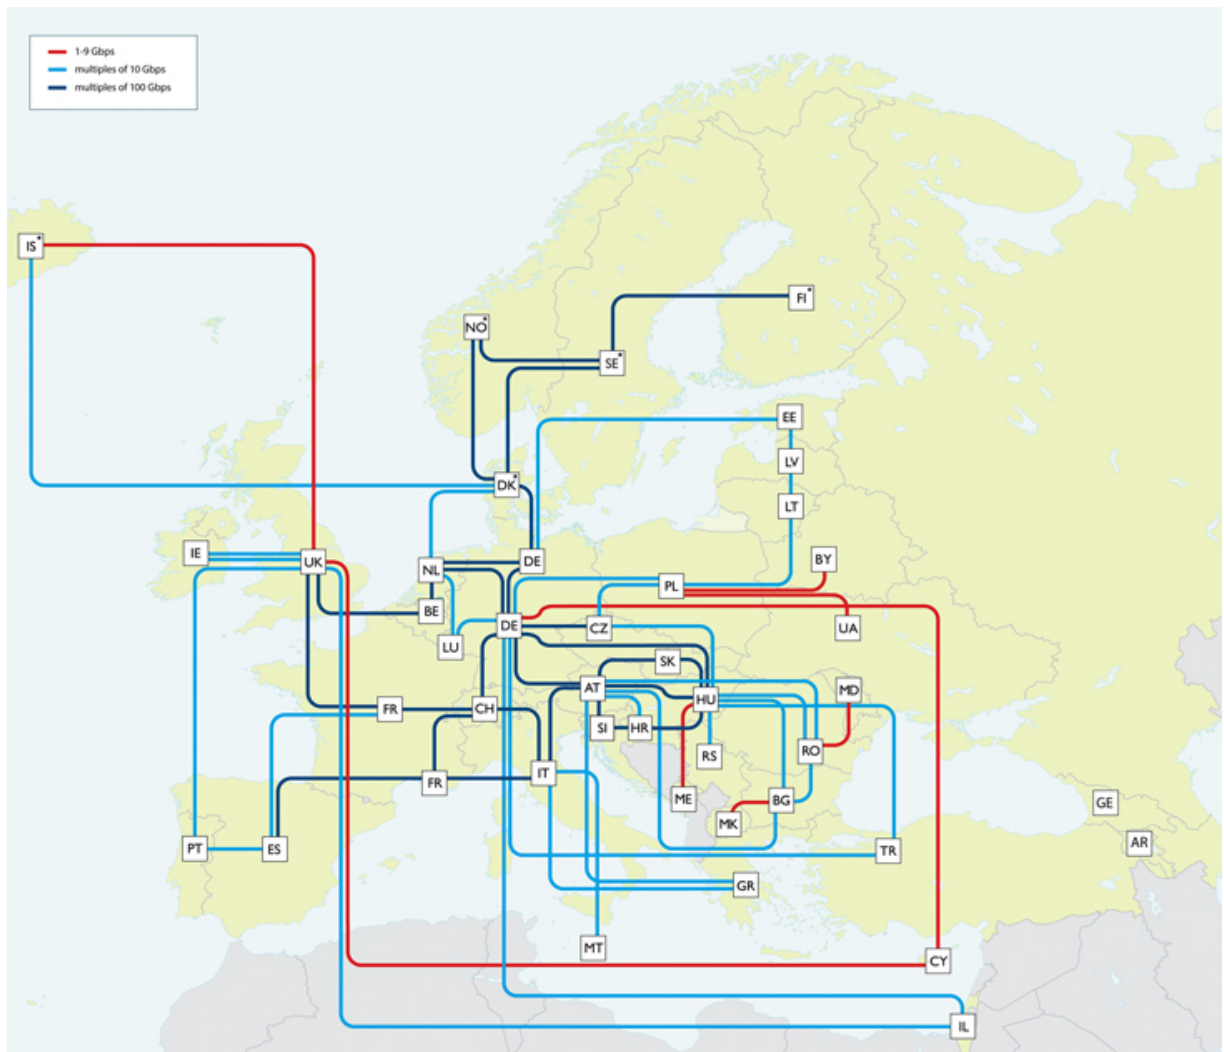 1-9 Gbps
multiples of 10 Gbps
multiples of 100 Gbps
IS*
FI*
NO*
SE*
EE
LV
DK*
LT
IE
UK
NL
DE
BY
PL
BE
DE
CZ
UA
LU
SK
AT
HU
MD
FR
CH
SI
HR
RS
RO
FR
IT
ME
BG
GE
MK
PT
ES
TR
AR
GR
MT
CY
IL